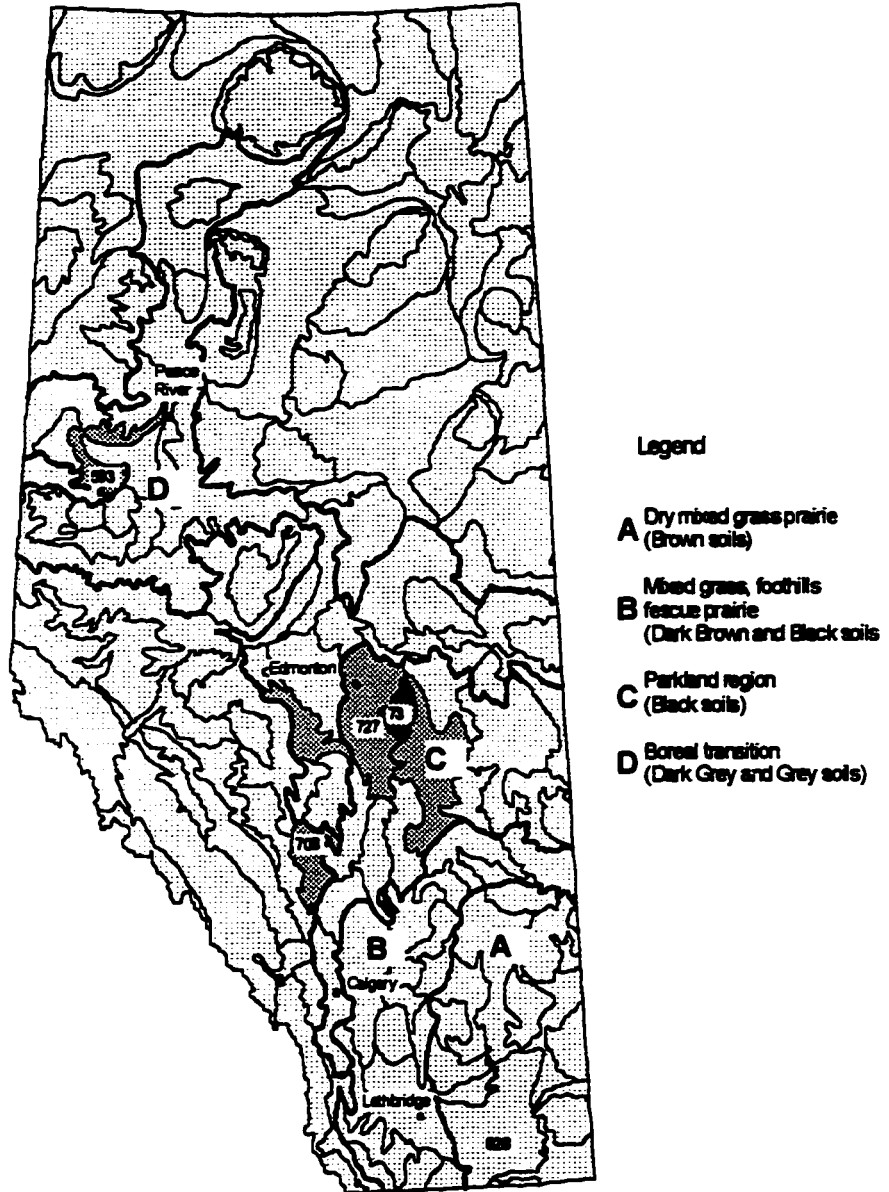 Peace
River
D
Edmonton
727
73
C
708
B
A
Calgary
Lethbridge
Legend
A Dry mixed grass prairie
(Brown soils)
Mixed grass, foothills
B fescue prairie
(Dark Brown and Black soils
C Parkland region
(Black soils)
D Boreal transition
(Dark Grey and Grey soils)